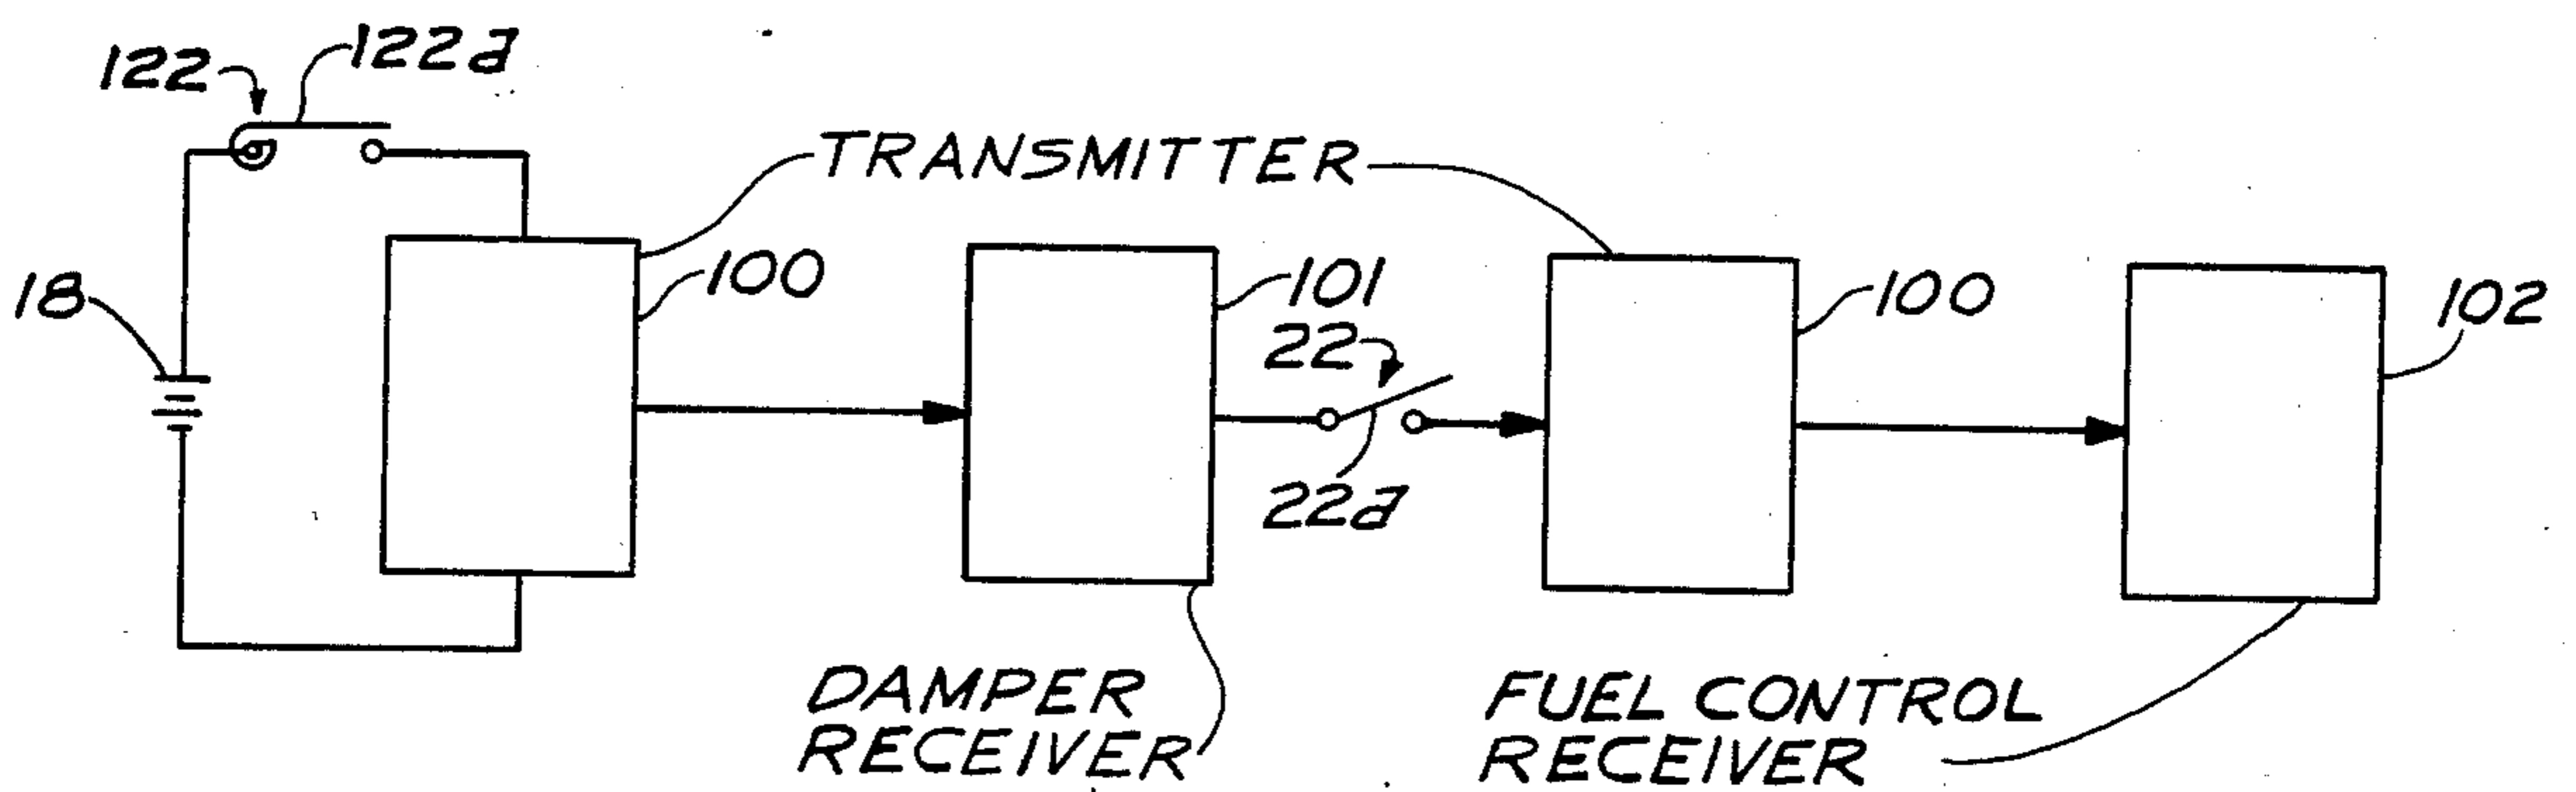 122
122a
TRANSMITTER
18
100
101
100
102
22
22a
DAMPER
RECEIVER
FUEL CONTROL
RECEIVER